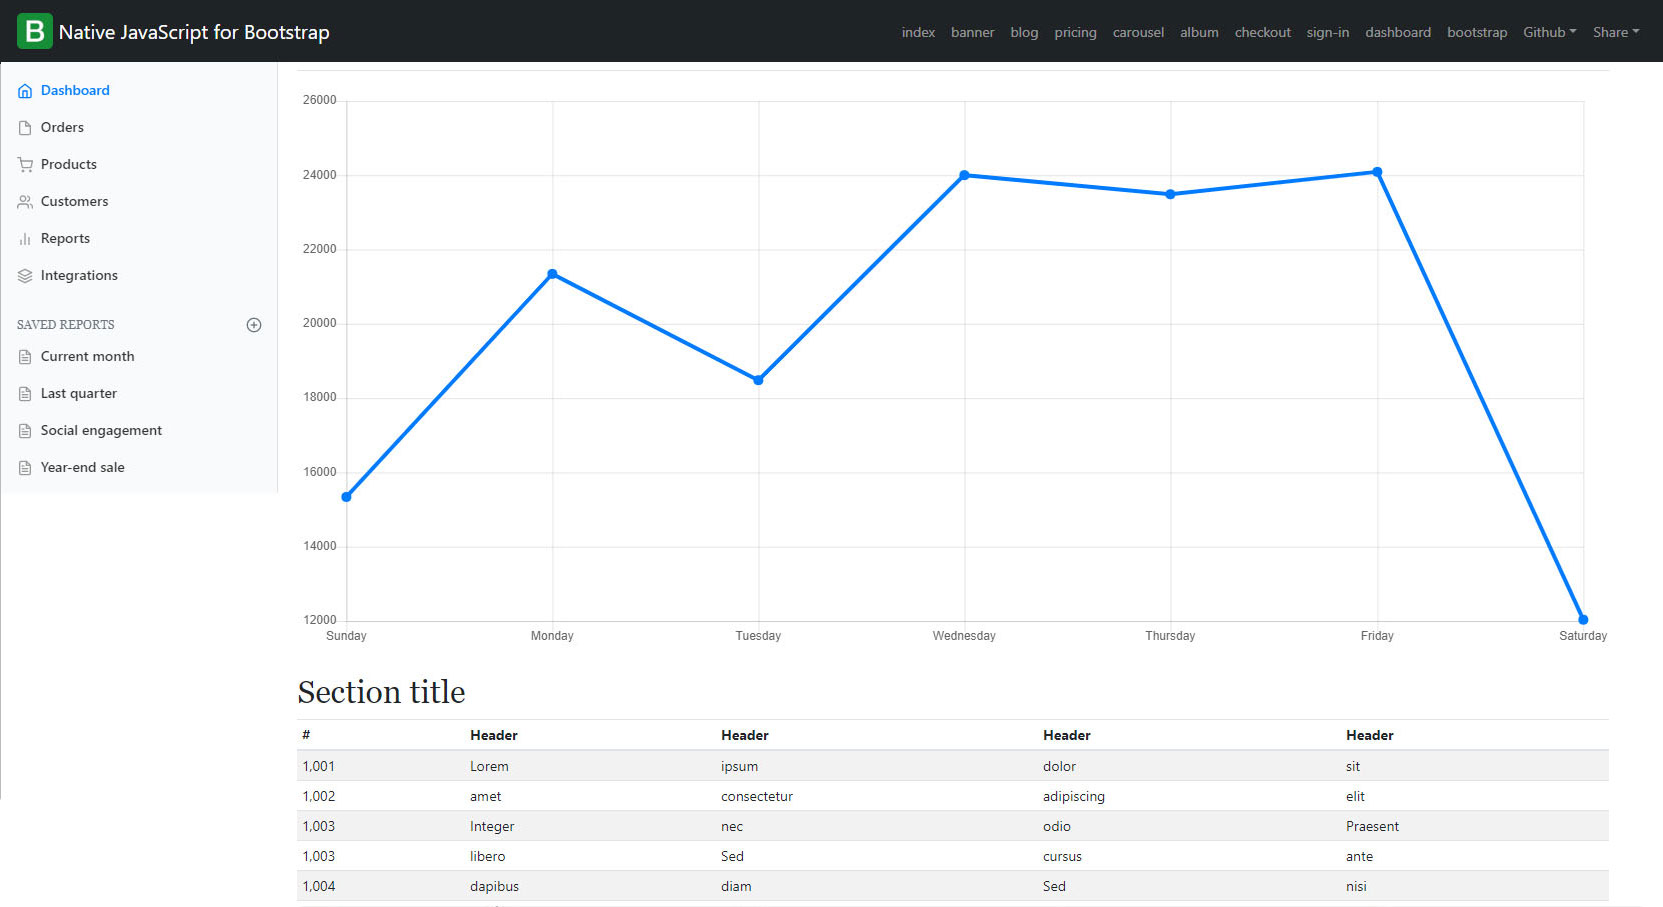 B Native JavaScript for Bootstrap index banner blog pricing carousel album checkout sign-in dashboard bootstrap Github Share
Dashboard
Orders
Products
Customers
Reports
Integrations
SAVED REPORTS
Current month
Last quarter
Social engagement
Year-end sale
26000
24000
22000
20000
18000
16000
14000
12000
Sunday Monday Tuesday Wednesday Thursday Friday Saturday
Section title
# Header Header Header Header
1,001 Lorem ipsum dolor sit
1,002 amet consectetur adipiscing elit
1,003 Integer nec odio Praesent
1,003 libero Sed cursus ante
1,004 dapibus diam Sed nisi